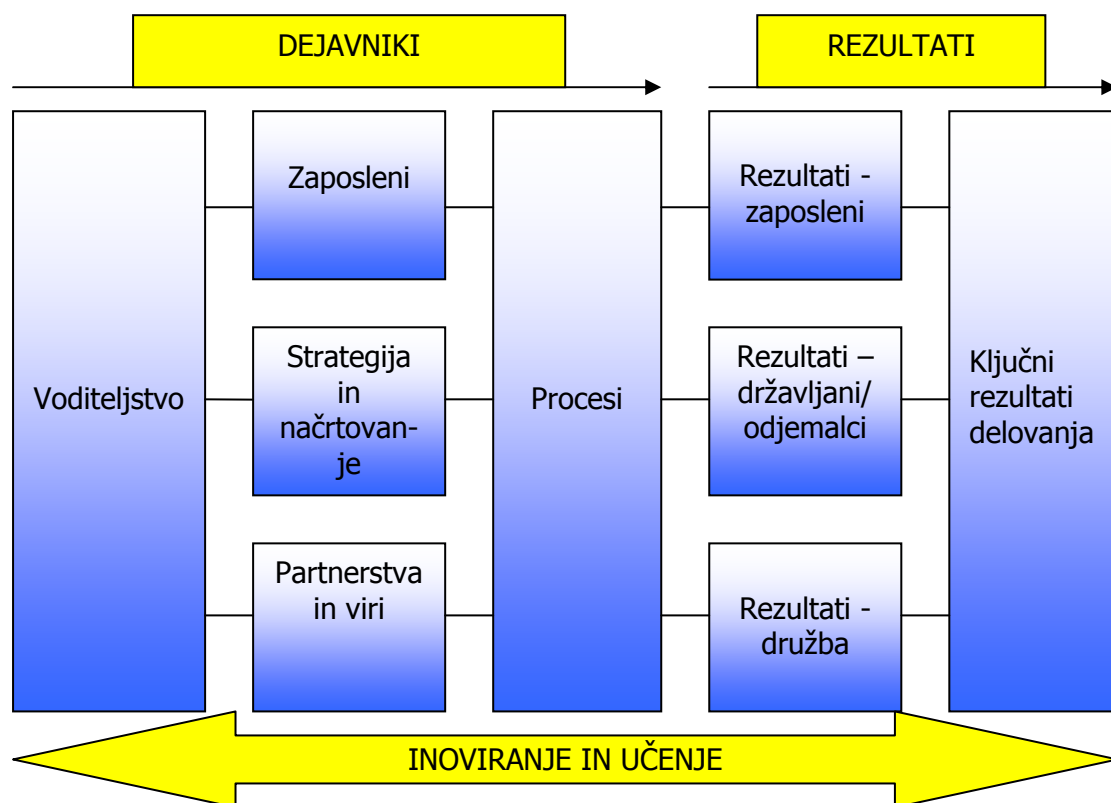 DEJAVNIKI
REZULTATI
Voditeljstvo
Zaposleni
Strategija
in
načrtovan-
je
Partnerstva
in viri
Procesi
Rezultati -
zaposleni
Rezultati –
državljani/
odjemalci
Rezultati -
družba
Ključni
rezultati
delovanja
INOVIRANJE IN UČENJE